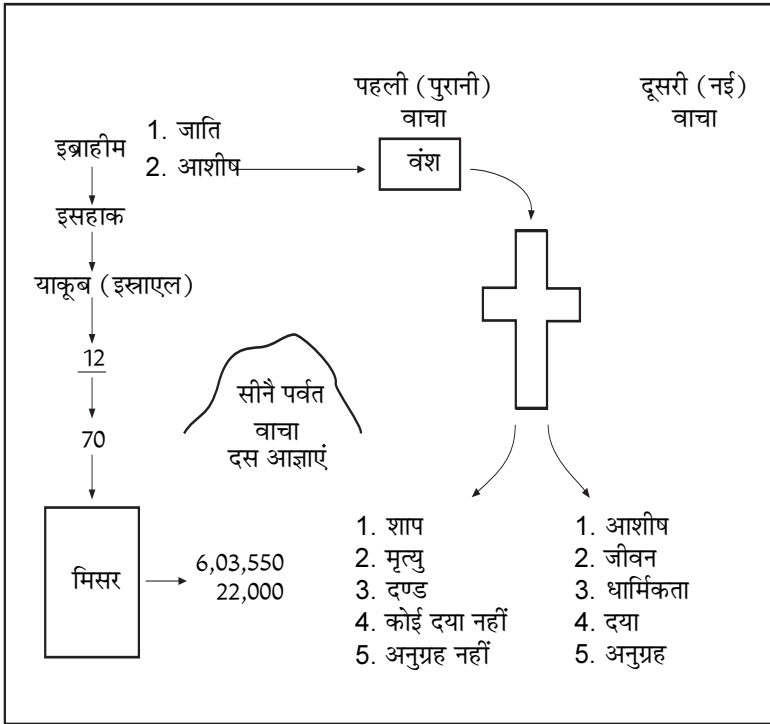 पहली (पुरानी)
वाचा
दूसरी (नई)
वाचा
इब्राहीम
1. जाति
2. आशीष
वंश
इसहाक
याकूब (इस्राएल)
12
70
सीनै पर्वत
वाचा
दस आज्ञाएं
मिसर
6,03,550
22,000
1. शाप
2. मृत्यु
3. दण्ड
4. कोई दया नहीं
5. अनुग्रह नहीं
1. आशीष
2. जीवन
3. धार्मिकता
4. दया
5. अनुग्रह